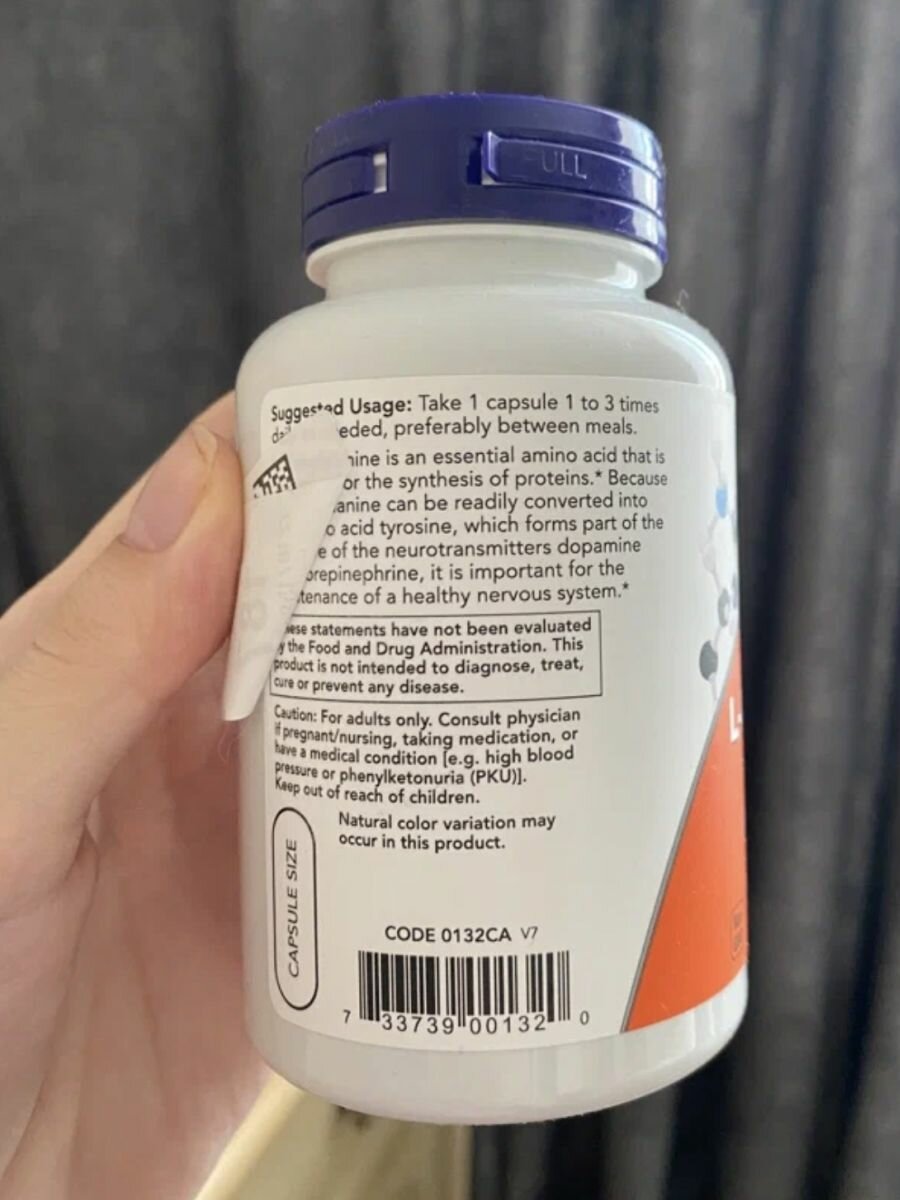 FULL
Suggested Usage: Take 1 capsule 1 to 3 times
eeded, preferably between meals.
nine is an essential amino acid that is
or the synthesis of proteins.* Because
anine can be readily converted into
o acid tyrosine, which forms part of the
e of the neurotransmitters dopamine
orepinephrine, it is important for the
tenance of a healthy nervous system.*
ese statements have not been evaluated
y the Food and Drug Administration. This
product is not intended to diagnose, treat,
cure or prevent any disease.
Caution: For adults only. Consult physician
if pregnant/nursing, taking medication, or
have a medical condition [e.g. high blood
pressure or phenylketonuria (PKU)].
Keep out of reach of children.
Natural color variation may
occur in this product.
CAPSULE SIZE
CODE 0132CA V7
7 33739 00132 0
L-